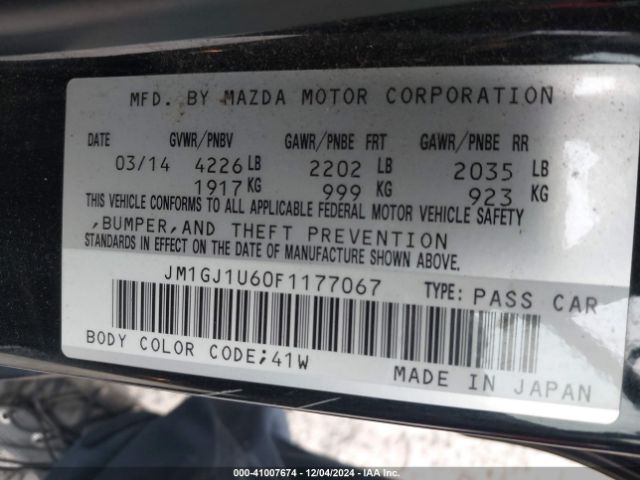 MFD. BY MAZDA MOTOR CORPORATION
DATE GVWR/PNBV GAWR/PNBE FRT GAWR/PNBE RR
03/14 4226 LB 2202 LB 2035 LB
1917 KG 999 KG 923 KG
THIS VEHICLE CONFORMS TO ALL APPLICABLE FEDERAL MOTOR VEHICLE SAFETY
,BUMPER,AND THEFT PREVENTION
STANDARDS IN EFFECT ON THE DATE OF MANUFACTURE SHOWN ABOVE.
JM1GJ1U60F1177067 TYPE: PASS CAR
BODY COLOR CODE;41W
MADE IN JAPAN
000-41007674 - 12/04/2024 - IAA Inc.